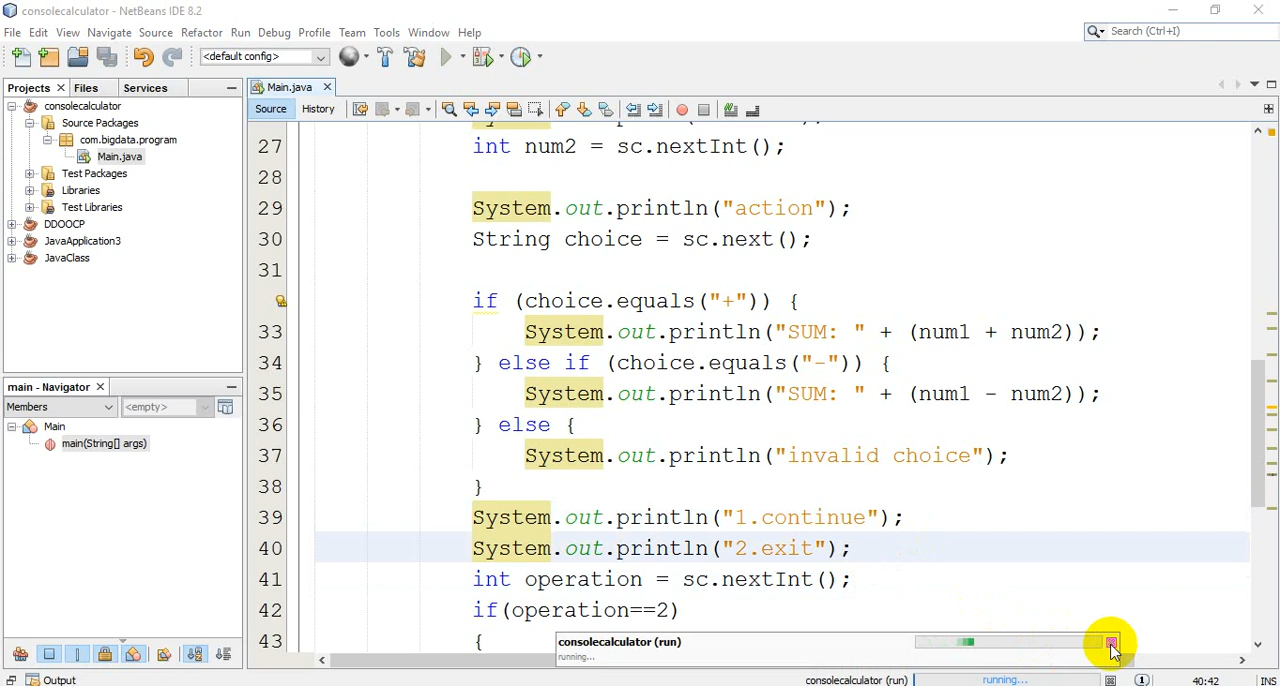 consolecalculator - NetBeans IDE 8.2
File Edit View Navigate Source Refactor Run Debug Profile Team Tools Window Help
Search (Ctrl+I)
<default config>
Projects Files Services
Main.java
Source History
consolecalculator
Source Packages
com.bigdata.program
Main.java
Test Packages
Libraries
Test Libraries
DDOOCP
JavaApplication3
JavaClass
main - Navigator
Members <empty>
Main
main(String[] args)
27 int num2 = sc.nextInt();
28
29 System.out.println("action");
30 String choice = sc.next();
31
if (choice.equals("+")) {
33 System.out.println("SUM: " + (num1 + num2));
34 } else if (choice.equals("-")) {
35 System.out.println("SUM: " + (num1 - num2));
36 } else {
37 System.out.println("invalid choice");
38 }
39 System.out.println("1.continue");
40 System.out.println("2.exit");
41 int operation = sc.nextInt();
42 if(operation==2)
43 {
consolecalculator (run)
running...
Output
consolecalculator (run) running... 1 40:42 INS